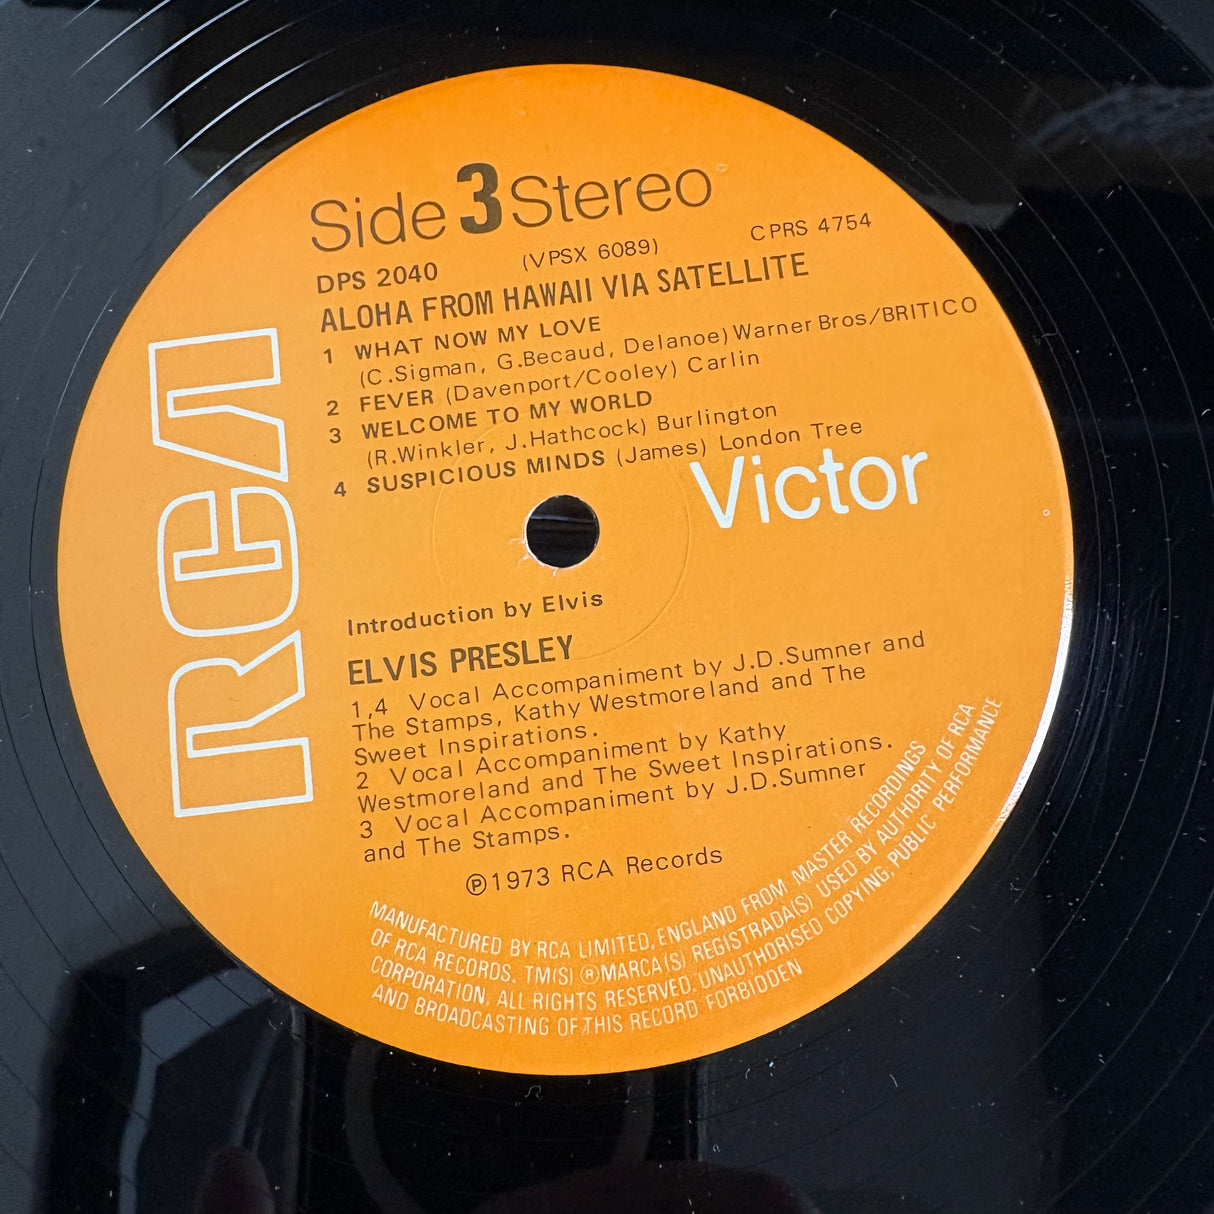 Side 3 Stereo
DPS 2040 (VPSX 6089) CPRS 4754
ALOHA FROM HAWAII VIA SATELLITE
1 WHAT NOW MY LOVE
(C.Sigman, G.Becaud, Delanoe) Warner Bros/BRITICO
2 FEVER (Davenport/Cooley) Carlin
3 WELCOME TO MY WORLD
(R.Winkler, J.Hathcock) Burlington
4 SUSPICIOUS MINDS (James) London Tree
RCA
Victor
Introduction by Elvis
ELVIS PRESLEY
1,4 Vocal Accompaniment by J.D.Sumner and
The Stamps, Kathy Westmoreland and The
Sweet Inspirations.
2 Vocal Accompaniment by Kathy
Westmoreland and The Sweet Inspirations.
3 Vocal Accompaniment by J.D.Sumner
and The Stamps.
Ⓟ1973 RCA Records
MANUFACTURED BY RCA LIMITED, ENGLAND FROM MASTER RECORDINGS
OF RCA RECORDS. TM(S) ®MARCA(S) REGISTRADA(S) USED BY AUTHORITY OF RCA
CORPORATION. ALL RIGHTS RESERVED. UNAUTHORISED COPYING, PUBLIC PERFORMANCE
AND BROADCASTING OF THIS RECORD FORBIDDEN